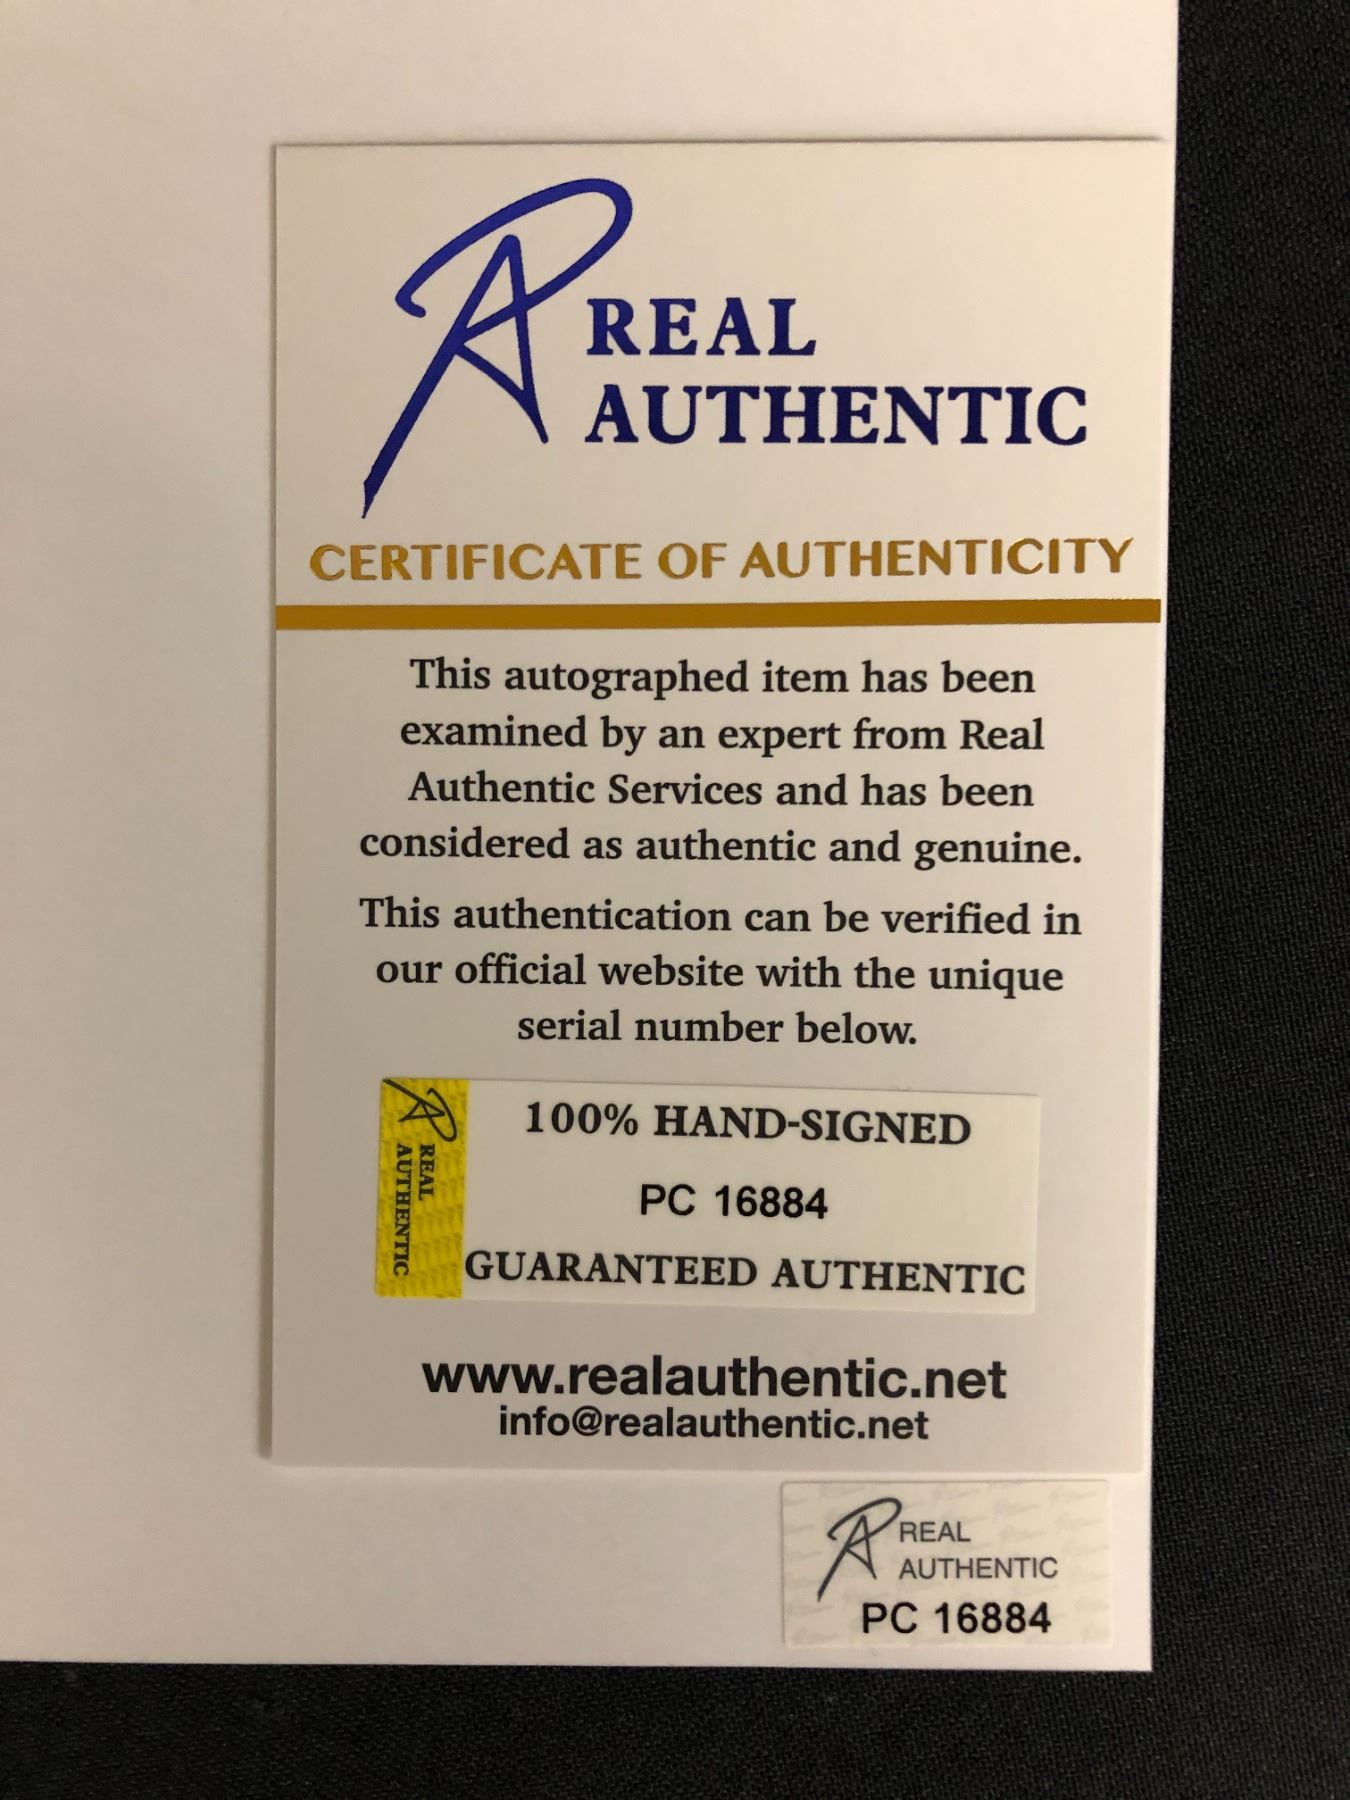 REAL
AUTHENTIC
CERTIFICATE OF AUTHENTICITY
This autographed item has been
examined by an expert from Real
Authentic Services and has been
considered as authentic and genuine.
This authentication can be verified in
our official website with the unique
serial number below.
REAL
AUTHENTIC
100% HAND-SIGNED
PC 16884
GUARANTEED AUTHENTIC
www.realauthentic.net
info@realauthentic.net
REAL
AUTHENTIC
PC 16884